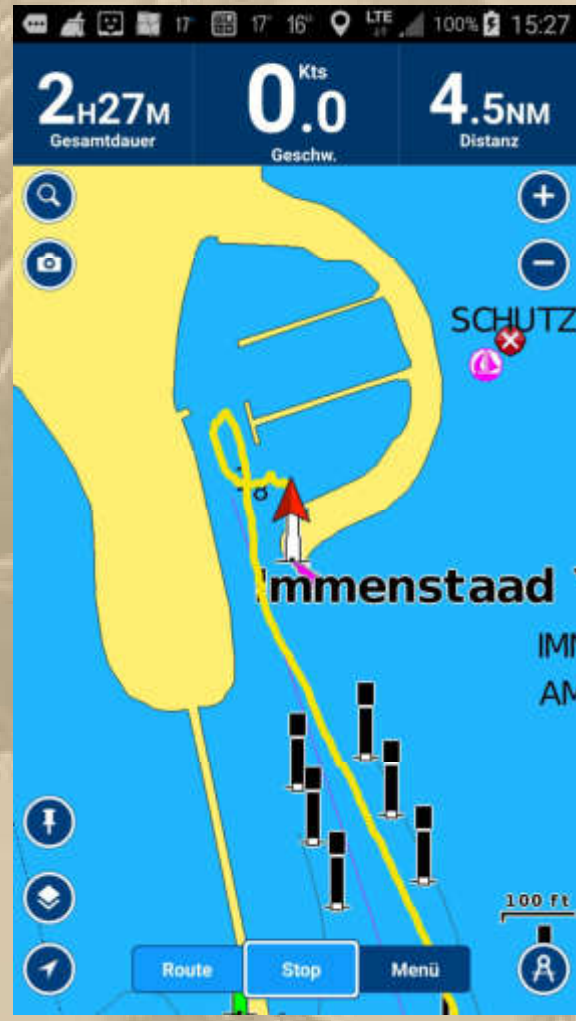 17° 17° 16° LTE 100% 15:27
2H27M
Gesamtdauer
Kts
0.0
Geschw.
4.5NM
Distanz
SCHUTZ
Immenstaad
IMM
AM
100 ft
Route Stop Menü